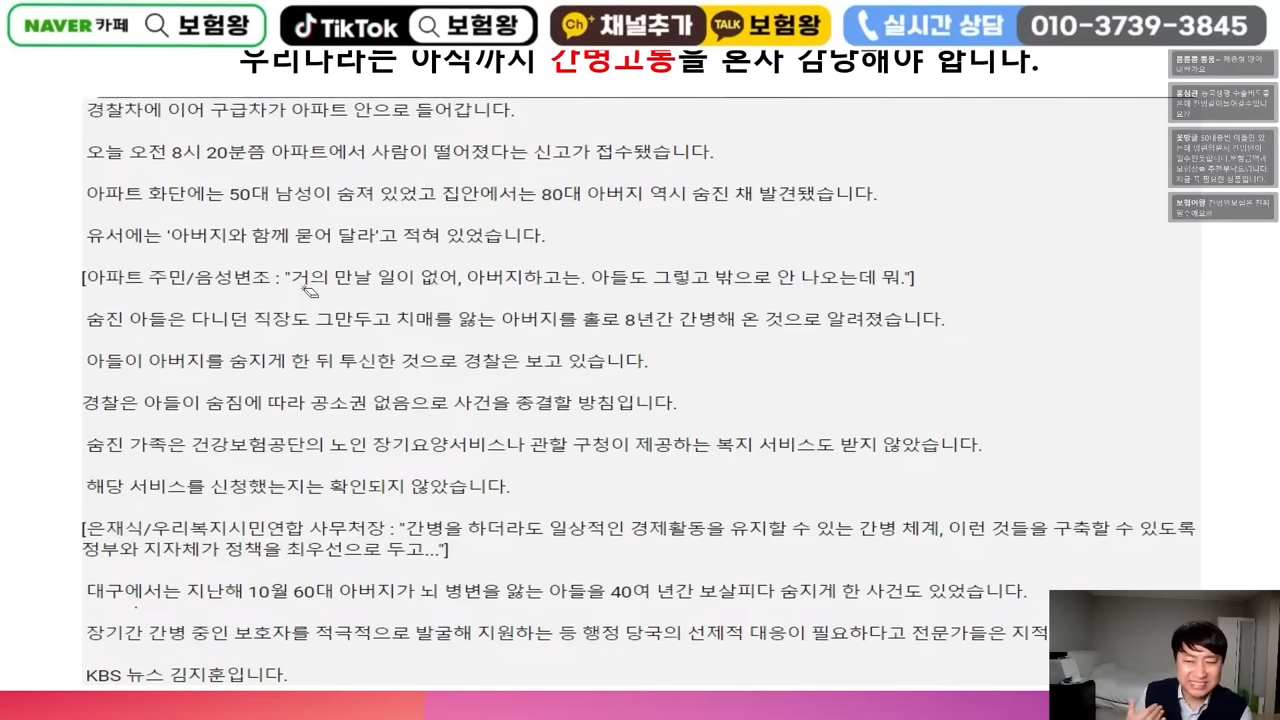 NAVER 카페 보험왕
TikTok 보험왕
Ch+ 채널추가 TALK 보험왕
실시간 상담 010-3739-3845
우리나라는 아직까지 간병고통을 혼자 감당해야 합니다.
경찰차에 이어 구급차가 아파트 안으로 들어갑니다.
오늘 오전 8시 20분쯤 아파트에서 사람이 떨어졌다는 신고가 접수됐습니다.
아파트 화단에는 50대 남성이 숨져 있었고 집안에서는 80대 아버지 역시 숨진 채 발견됐습니다.
유서에는 '아버지와 함께 묻어 달라'고 적혀 있었습니다.
[아파트 주민/음성변조 : "거의 만날 일이 없어, 아버지하고는. 아들도 그렇고 밖으로 안 나오는데 뭐."]
숨진 아들은 다니던 직장도 그만두고 치매를 앓는 아버지를 홀로 8년간 간병해 온 것으로 알려졌습니다.
아들이 아버지를 숨지게 한 뒤 투신한 것으로 경찰은 보고 있습니다.
경찰은 아들이 숨짐에 따라 공소권 없음으로 사건을 종결할 방침입니다.
숨진 가족은 건강보험공단의 노인 장기요양서비스나 관할 구청이 제공하는 복지 서비스도 받지 않았습니다.
해당 서비스를 신청했는지는 확인되지 않았습니다.
[은재식/우리복지시민연합 사무처장 : "간병을 하더라도 일상적인 경제활동을 유지할 수 있는 간병 체계, 이런 것들을 구축할 수 있도록
정부와 지자체가 정책을 최우선으로 두고..."]
대구에서는 지난해 10월 60대 아버지가 뇌 병변을 앓는 아들을 40여 년간 보살피다 숨지게 한 사건도 있었습니다.
장기간 간병 중인 보호자를 적극적으로 발굴해 지원하는 등 행정 당국의 선제적 대응이 필요하다고 전문가들은 지적
KBS 뉴스 김지훈입니다.